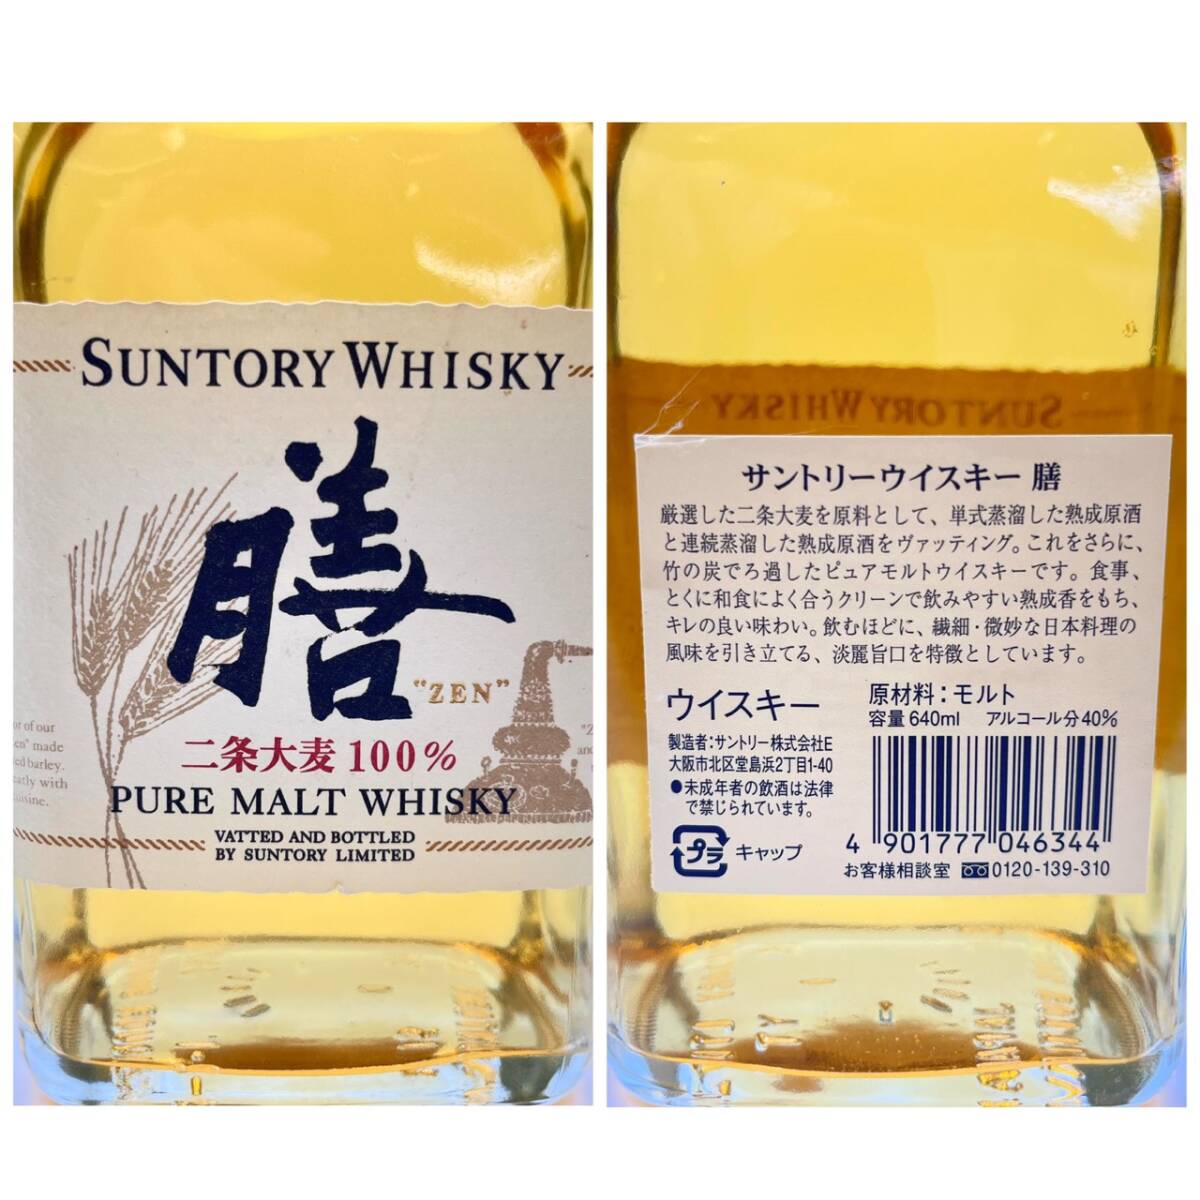 SUNTORY WHISKY
膳
"ZEN"
二条大麦100%
PURE MALT WHISKY
VATTED AND BOTTLED
BY SUNTORY LIMITED
of our
made
barley.
with
SUNTORY WHISKY
サントリーウイスキー 膳
厳選した二条大麦を原料として、単式蒸溜した熟成原酒
と連続蒸溜した熟成原酒をヴァッティング。これをさらに、
竹の炭でろ過したピュアモルトウイスキーです。食事、
とくに和食によく合うクリーンで飲みやすい熟成香をもち、
キレの良い味わい。飲むほどに、繊細・微妙な日本料理の
風味を引き立てる、淡麗旨口を特徴としています。
ウイスキー
原材料：モルト
容量 640ml アルコール分 40%
製造者：サントリー株式会社E
大阪市北区堂島浜2丁目1-40
●未成年者の飲酒は法律
で禁じられています。
プラ キャップ
4 901777 046344
お客様相談室 0120-139-310